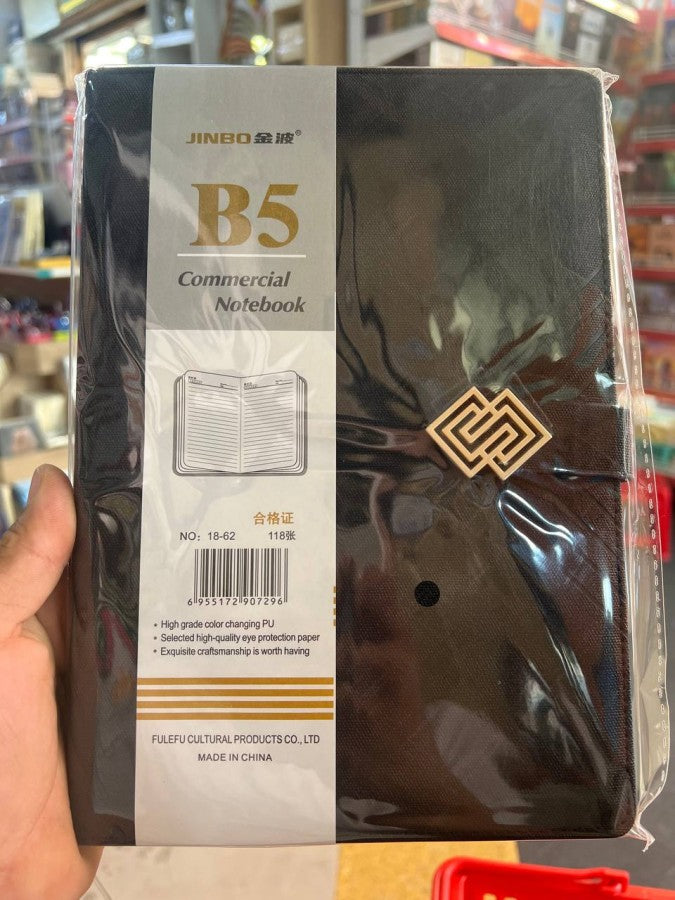 JINBO金波®
B5
Commercial
Notebook
合格证
NO: 18-62 118张
6 955172 907296
• High grade color changing PU
• Selected high-quality eye protection paper
• Exquisite craftsmanship is worth having
FULEFU CULTURAL PRODUCTS CO., LTD
MADE IN CHINA